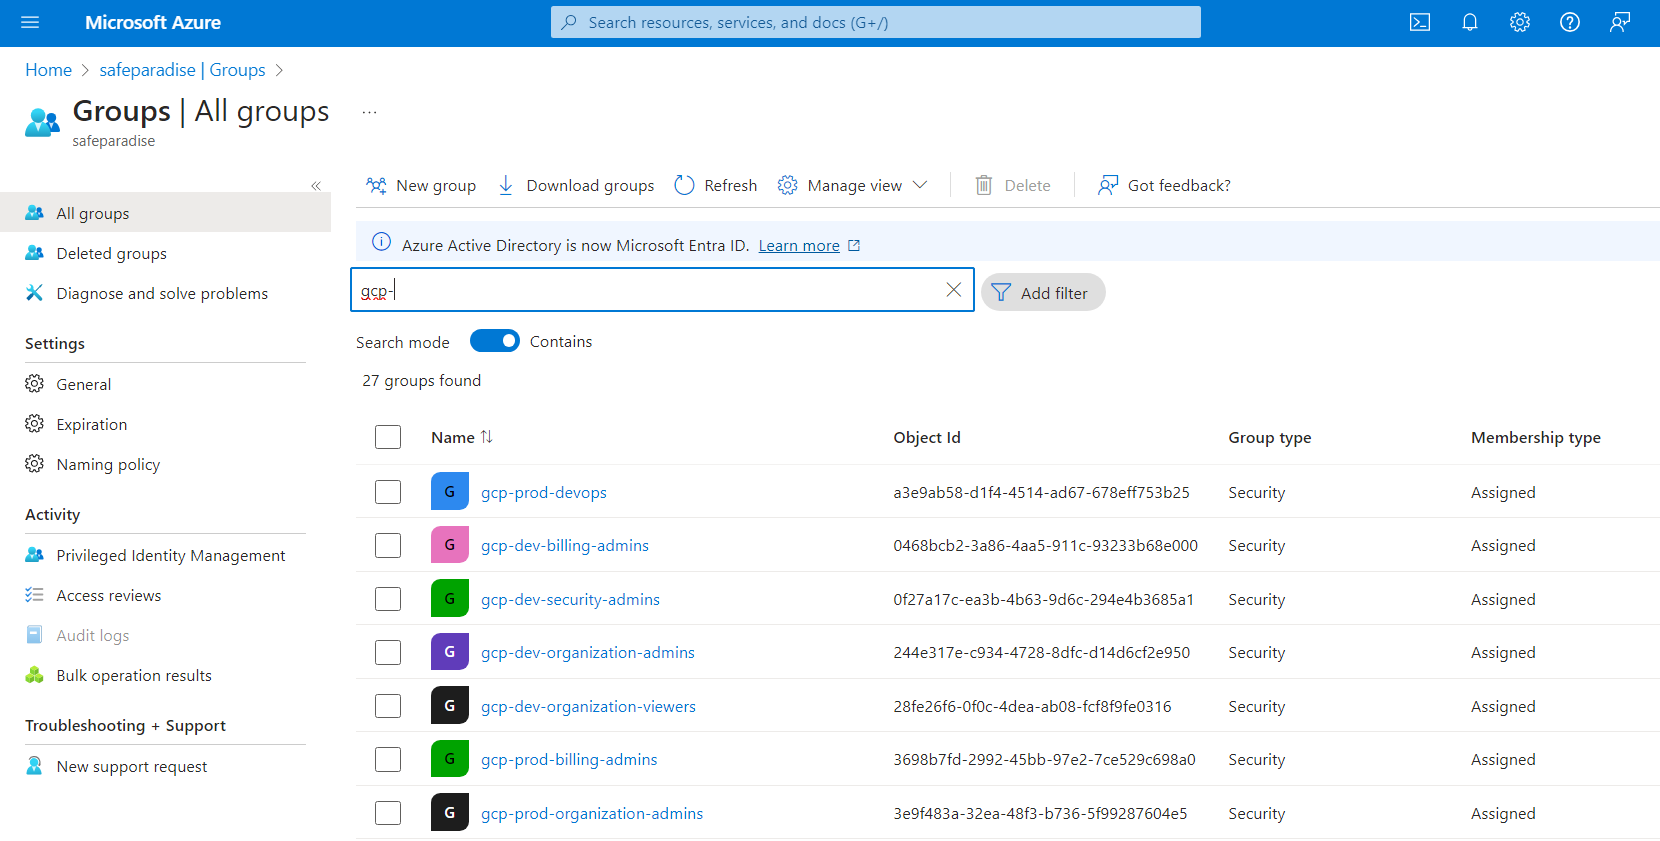 Microsoft Azure
Search resources, services, and docs (G+/)
Home > safeparadise | Groups >
Groups | All groups ...
safeparadise
«
All groups
Deleted groups
Diagnose and solve problems
Settings
General
Expiration
Naming policy
Activity
Privileged Identity Management
Access reviews
Audit logs
Bulk operation results
Troubleshooting + Support
New support request
New group Download groups Refresh Manage view Delete Got feedback?
Azure Active Directory is now Microsoft Entra ID. Learn more
gcp-
Add filter
Search mode Contains
27 groups found
Name Object Id Group type Membership type
G gcp-prod-devops a3e9ab58-d1f4-4514-ad67-678eff753b25 Security Assigned
G gcp-dev-billing-admins 0468bcb2-3a86-4aa5-911c-93233b68e000 Security Assigned
G gcp-dev-security-admins 0f27a17c-ea3b-4b63-9d6c-294e4b3685a1 Security Assigned
G gcp-dev-organization-admins 244e317e-c934-4728-8dfc-d14d6cf2e950 Security Assigned
G gcp-dev-organization-viewers 28fe26f6-0f0c-4dea-ab08-fcf8f9fe0316 Security Assigned
G gcp-prod-billing-admins 3698b7fd-2992-45bb-97e2-7ce529c698a0 Security Assigned
G gcp-prod-organization-admins 3e9f483a-32ea-48f3-b736-5f99287604e5 Security Assigned